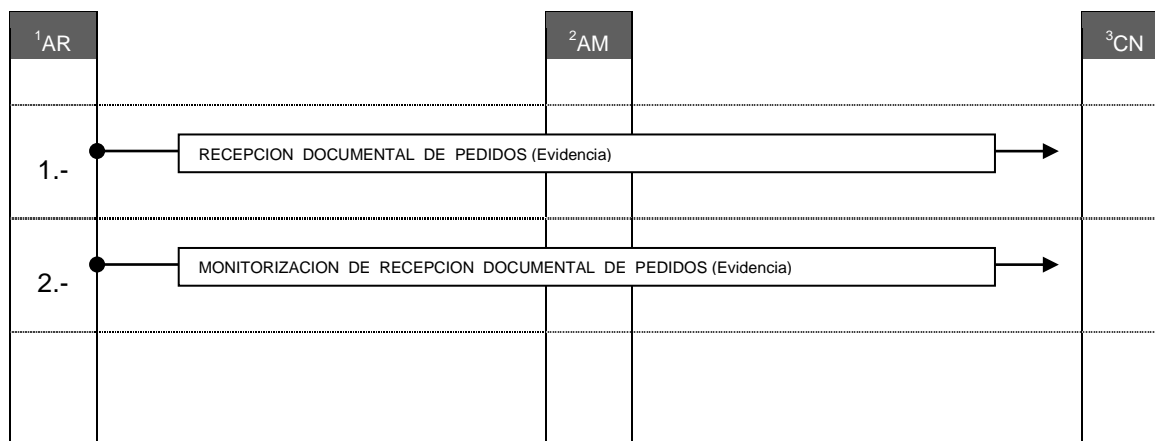 ¹AR
²AM
³CN
1.-
RECEPCION DOCUMENTAL DE PEDIDOS (Evidencia)
2.-
MONITORIZACION DE RECEPCION DOCUMENTAL DE PEDIDOS (Evidencia)